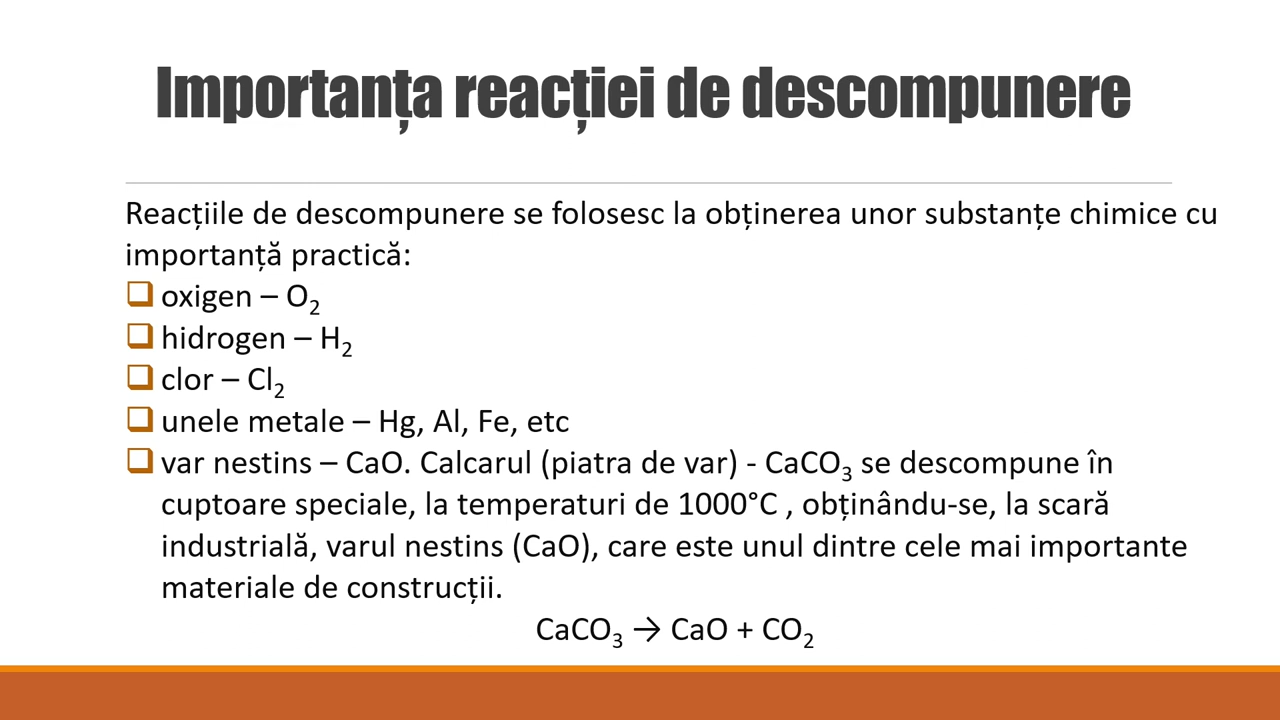 Importanța reacției de descompunere
Reacțiile de descompunere se folosesc la obținerea unor substanțe chimice cu
importanță practică:
❑ oxigen – O₂
❑ hidrogen – H₂
❑ clor – Cl₂
❑ unele metale – Hg, Al, Fe, etc
❑ var nestins – CaO. Calcarul (piatra de var) - CaCO₃ se descompune în
cuptoare speciale, la temperaturi de 1000°C , obținându-se, la scară
industrială, varul nestins (CaO), care este unul dintre cele mai importante
materiale de construcții.
CaCO₃ → CaO + CO₂